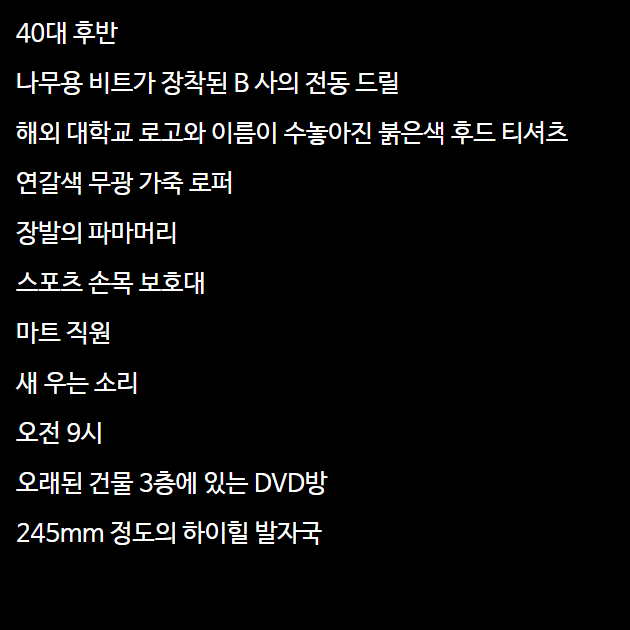 40대 후반
나무용 비트가 장착된 B 사의 전동 드릴
해외 대학교 로고와 이름이 수놓아진 붉은색 후드 티셔츠
연갈색 무광 가죽 로퍼
장발의 파마머리
스포츠 손목 보호대
마트 직원
새 우는 소리
오전 9시
오래된 건물 3층에 있는 DVD방
245mm 정도의 하이힐 발자국